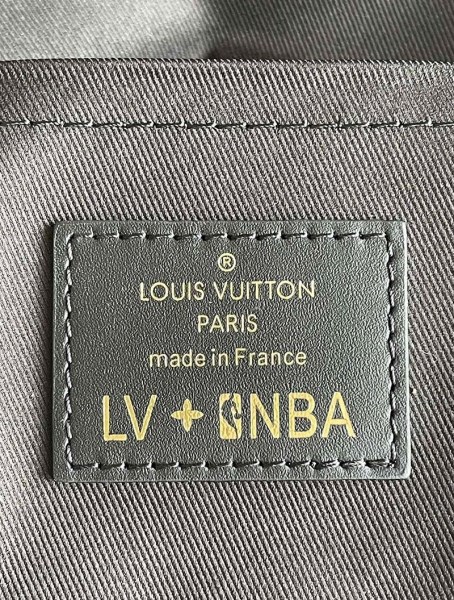 ®
LOUIS VUITTON
PARIS
made in France
LV NBA